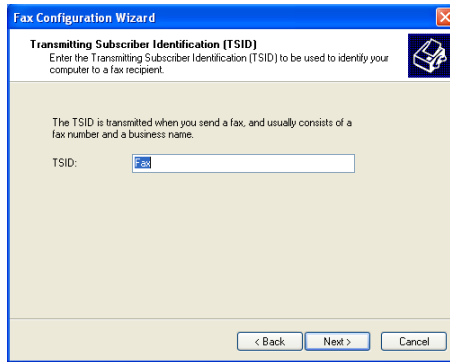 Fax Configuration Wizard
Transmitting Subscriber Identification (TSID)
Enter the Transmitting Subscriber Identification (TSID) to be used to identify your
computer to a fax recipient.
The TSID is transmitted when you send a fax, and usually consists of a
fax number and a business name.
TSID:
Fax
< Back
Next >
Cancel